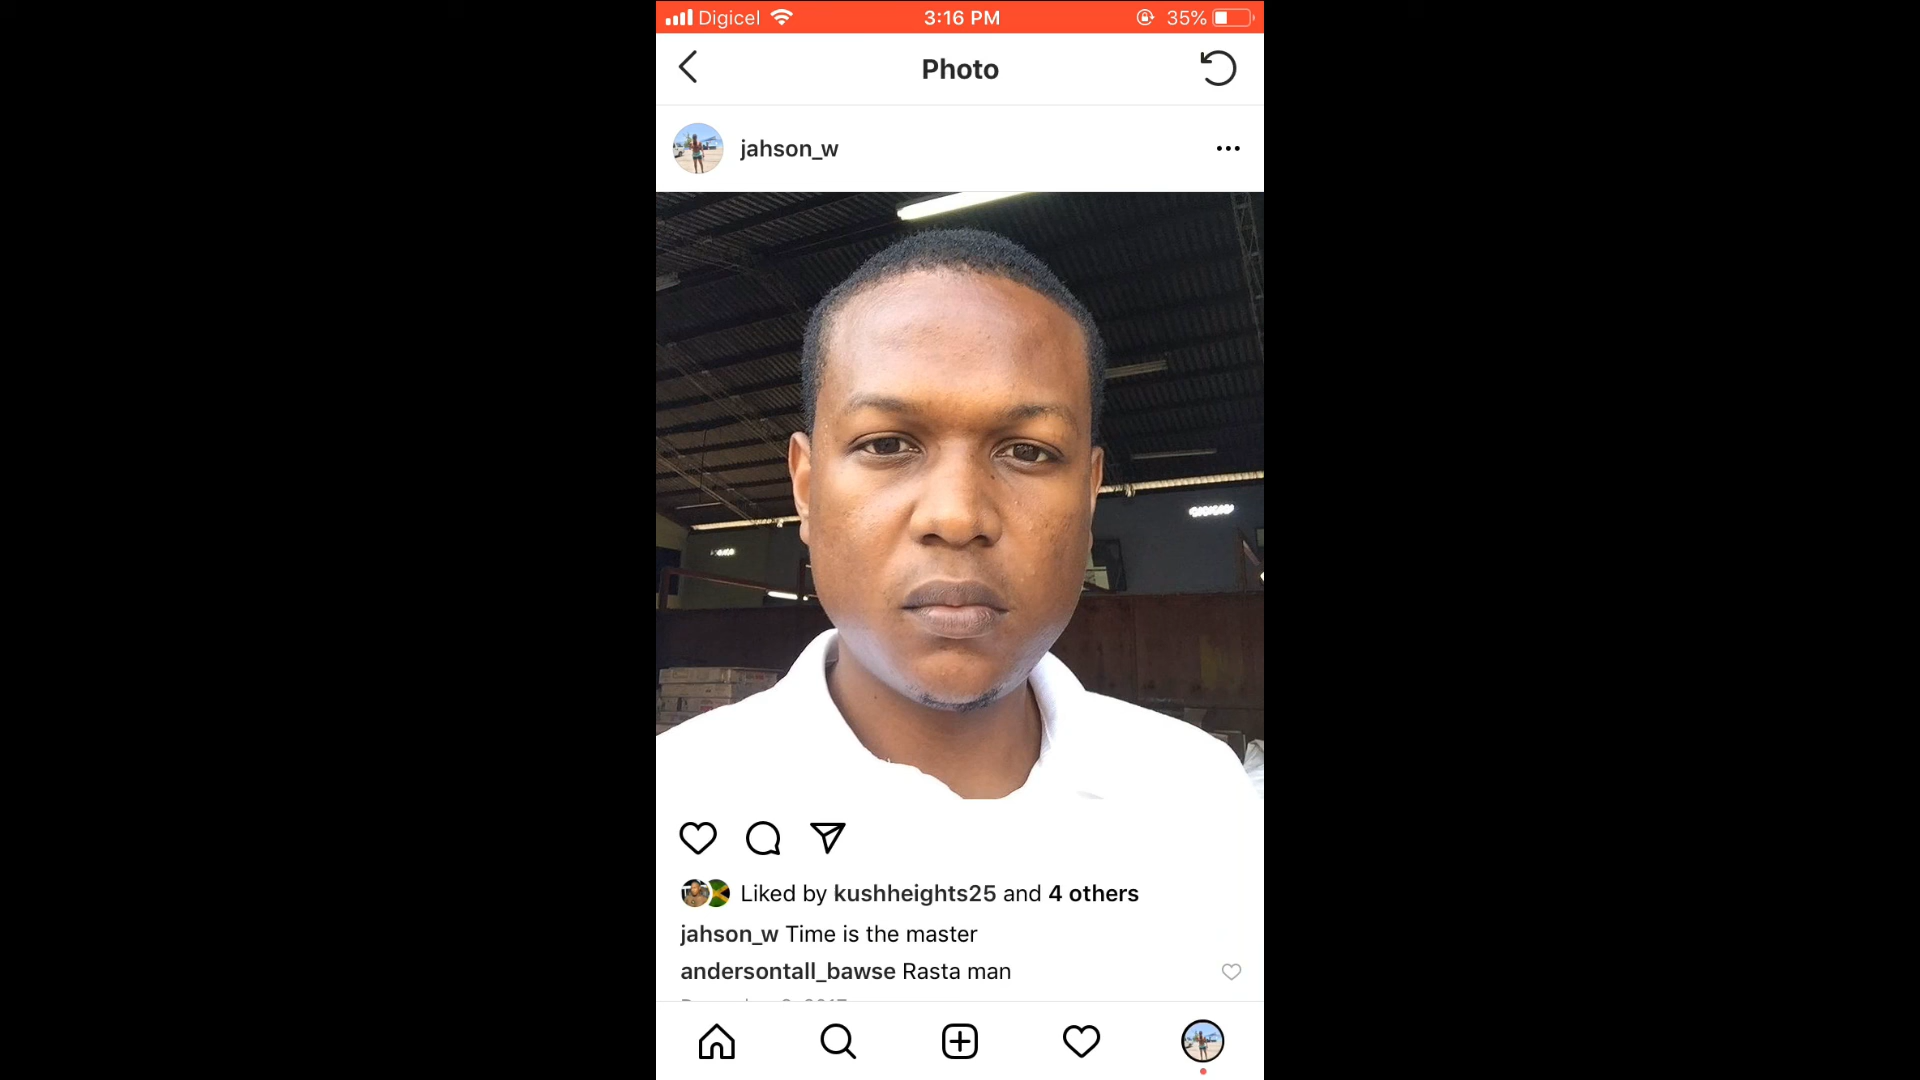 Digicel 3:16 PM 35%
Photo
jahson_w
Liked by kushheights25 and 4 others
jahson_w Time is the master
andersontall_bawse Rasta man